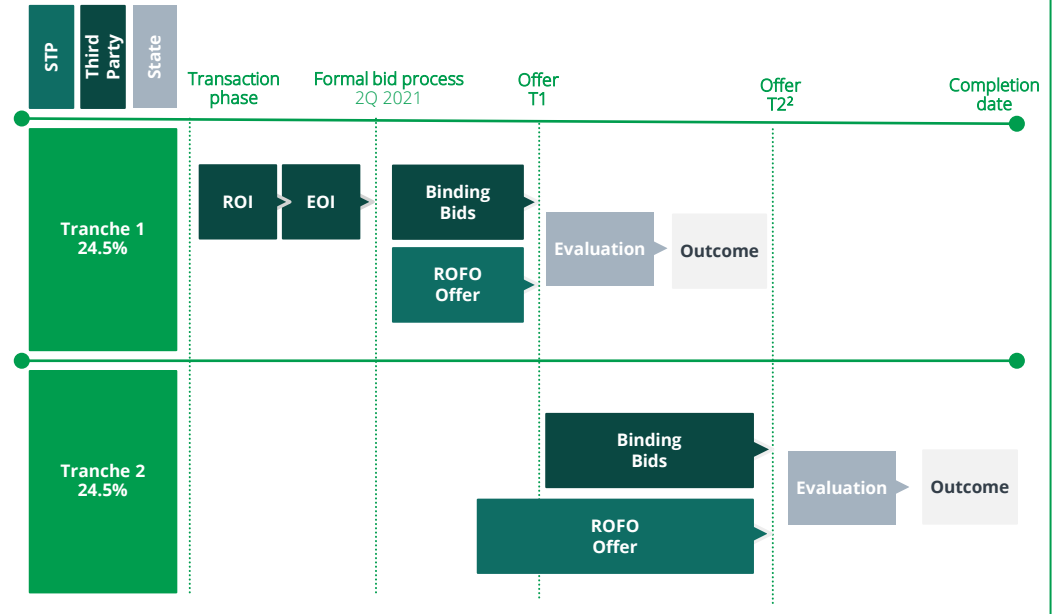 STP
Third
Party
State
Transaction
phase
Formal bid process
2Q 2021
Offer
T1
Offer
T2²
Completion
date
Tranche 1
24.5%
ROI
EOI
Binding
Bids
ROFO
Offer
Evaluation
Outcome
Tranche 2
24.5%
Binding
Bids
ROFO
Offer
Evaluation
Outcome